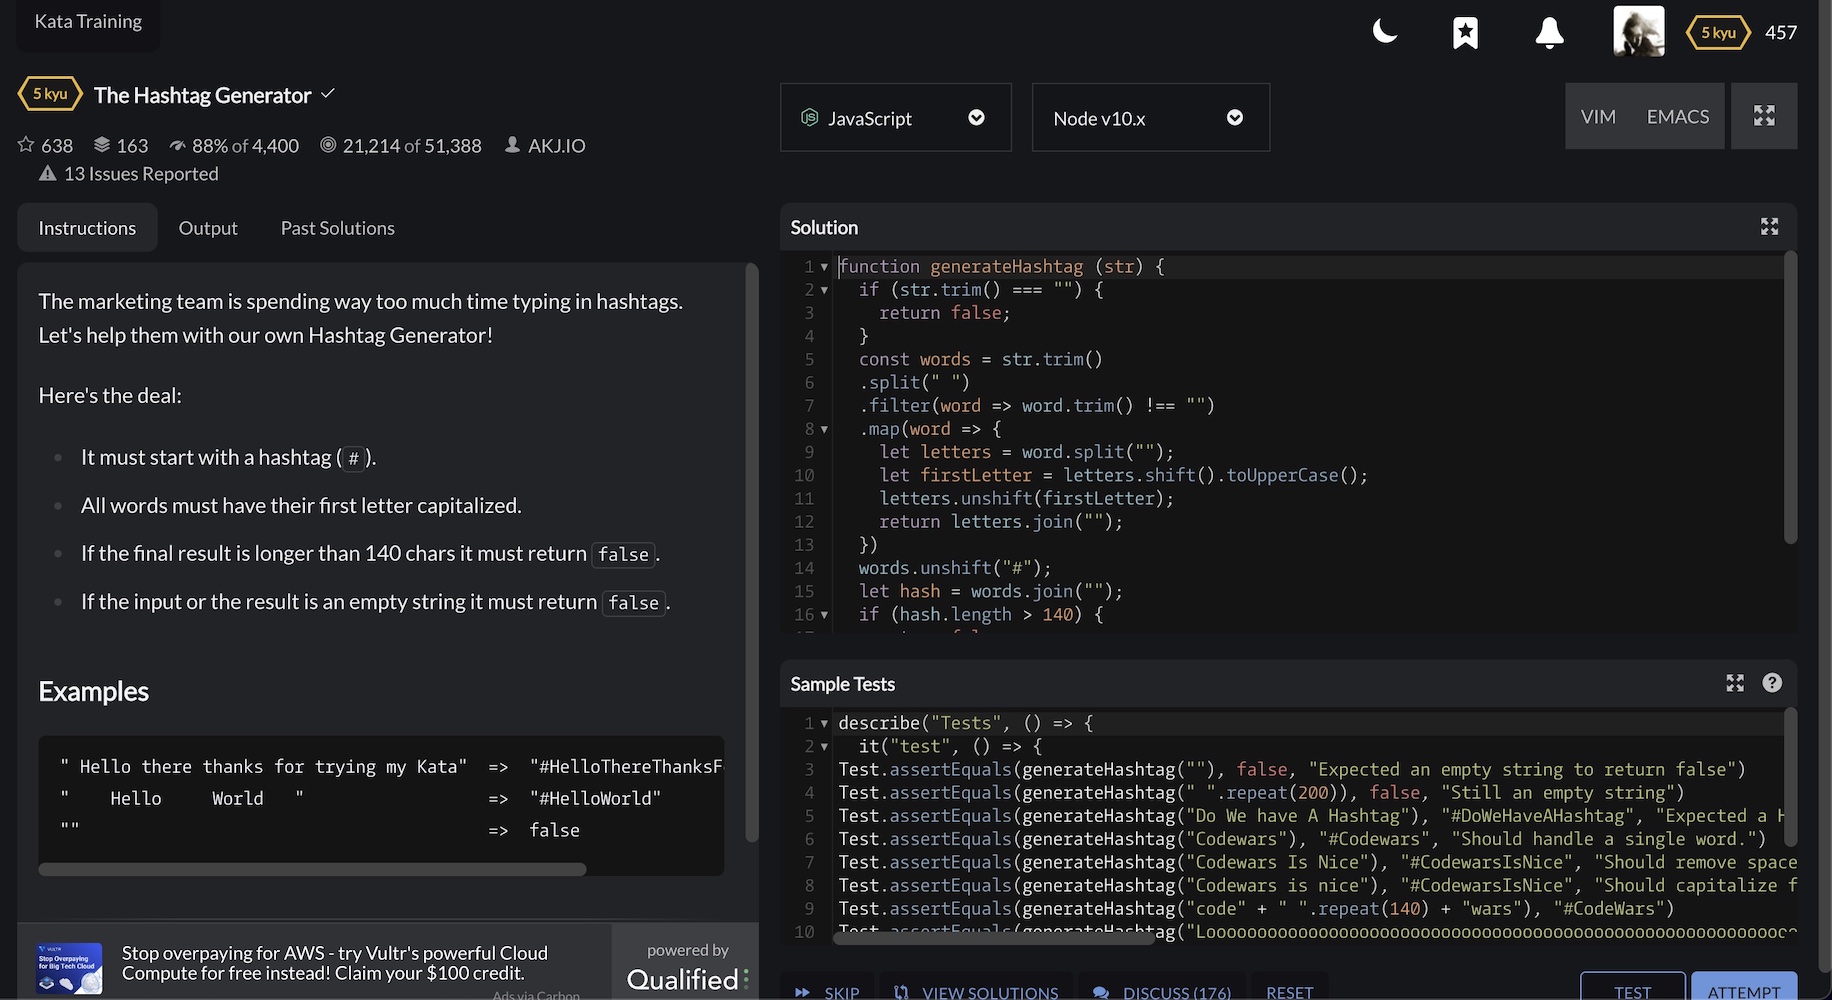 Kata Training
5 kyu
457
5 kyu
The Hashtag Generator
638 163 88% of 4,400 21,214 of 51,388 AKJ.IO
13 Issues Reported
JavaScript
Node v10.x
VIM EMACS
Instructions Output Past Solutions
The marketing team is spending way too much time typing in hashtags.
Let's help them with our own Hashtag Generator!
Here's the deal:
It must start with a hashtag (#).
All words must have their first letter capitalized.
If the final result is longer than 140 chars it must return false.
If the input or the result is an empty string it must return false.
Examples
" Hello there thanks for trying my Kata" => "#HelloThereThanksF
"    Hello     World   " => "#HelloWorld"
"" => false
Stop Overpaying
for Big Tech Cloud
Stop overpaying for AWS - try Vultr's powerful Cloud
Compute for free instead! Claim your $100 credit.
Ads via Carbon
powered by
Qualified
Solution
1 function generateHashtag (str) {
2   if (str.trim() === "") {
3     return false;
4   }
5   const words = str.trim()
6   .split(" ")
7   .filter(word => word.trim() !== "")
8   .map(word => {
9     let letters = word.split("");
10     let firstLetter = letters.shift().toUpperCase();
11     letters.unshift(firstLetter);
12     return letters.join("");
13   })
14   words.unshift("#");
15   let hash = words.join("");
16   if (hash.length > 140) {
Sample Tests
1 describe("Tests", () => {
2   it("test", () => {
3 Test.assertEquals(generateHashtag(""), false, "Expected an empty string to return false")
4 Test.assertEquals(generateHashtag(" ".repeat(200)), false, "Still an empty string")
5 Test.assertEquals(generateHashtag("Do We have A Hashtag"), "#DoWeHaveAHashtag", "Expected a H
6 Test.assertEquals(generateHashtag("Codewars"), "#Codewars", "Should handle a single word.")
7 Test.assertEquals(generateHashtag("Codewars Is Nice"), "#CodewarsIsNice", "Should remove space
8 Test.assertEquals(generateHashtag("Codewars is nice"), "#CodewarsIsNice", "Should capitalize f
9 Test.assertEquals(generateHashtag("code" + " ".repeat(140) + "wars"), "#CodeWars")
10 Test.assertEquals(generateHashtag(
SKIP VIEW SOLUTIONS DISCUSS (176) RESET TEST ATTEMPT